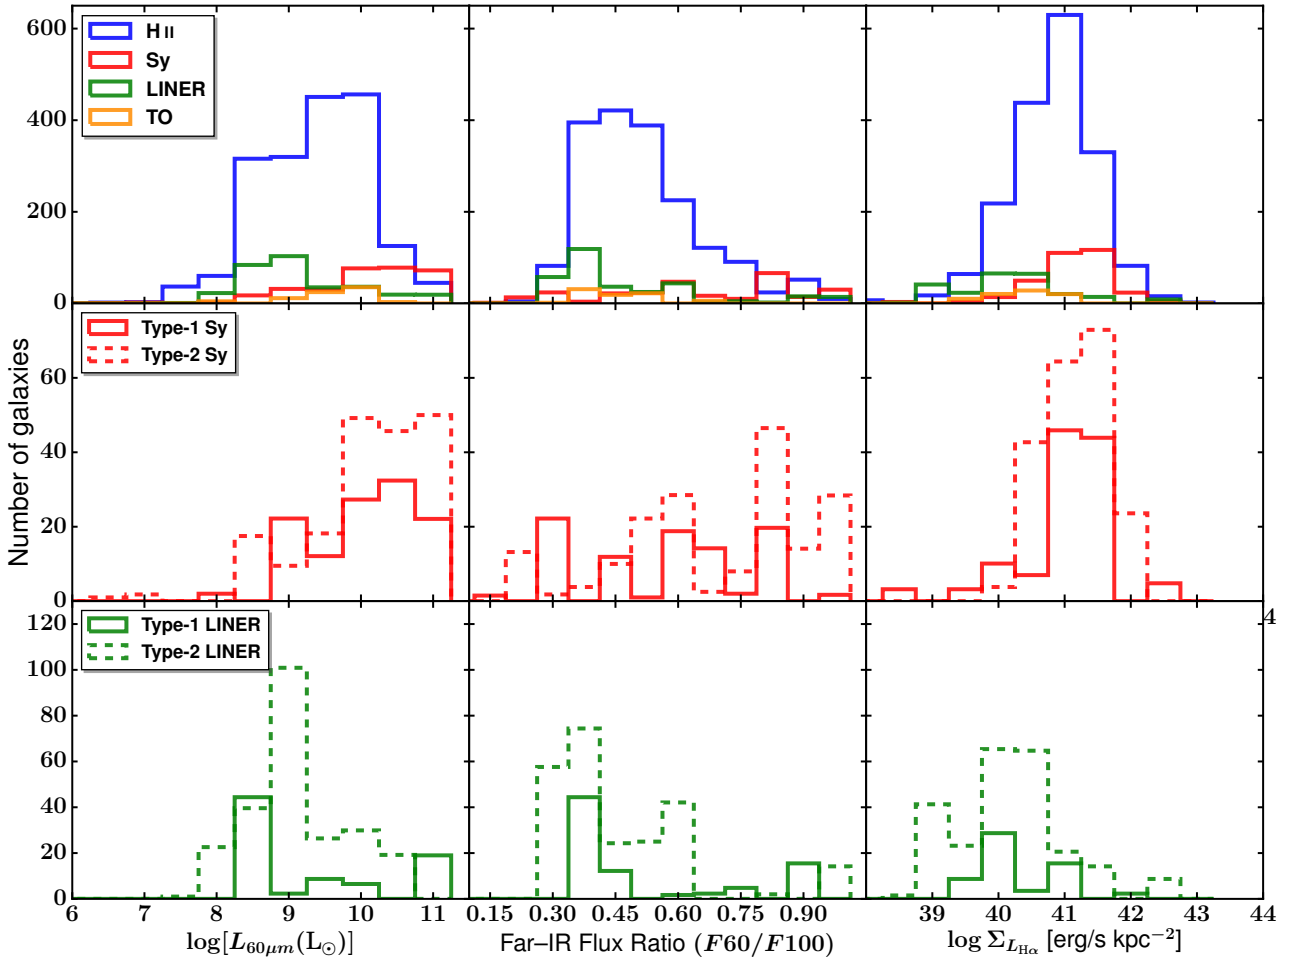 600
400
200
0
H II
Sy
LINER
TO
Number of galaxies
60
40
20
0
Type-1 Sy
Type-2 Sy
120
100
80
60
40
20
0
Type-1 LINER
Type-2 LINER
4
6 7 8 9 10 11 0.15 0.30 0.45 0.60 0.75 0.90 39 40 41 42 43 44
log[L60μm(L⊙)] Far–IR Flux Ratio (F60/F100) log ΣLHα [erg/s kpc−2]